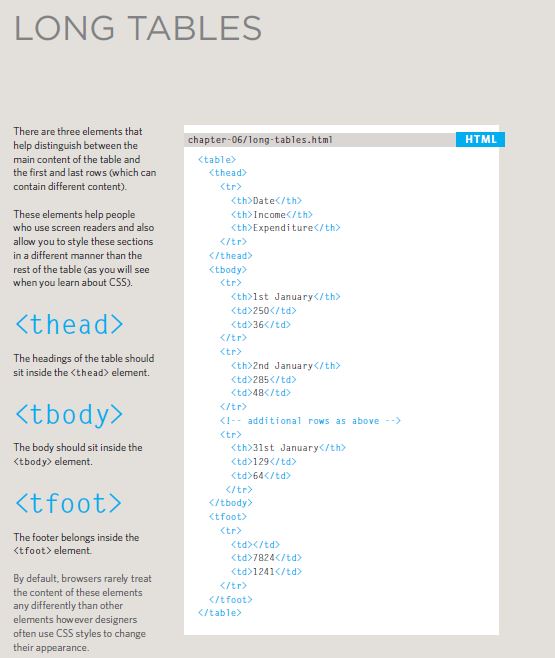 LONG TABLES
There are three elements that
help distinguish between the
main content of the table and
the first and last rows (which can
contain different content).
These elements help people
who use screen readers and also
allow you to style these sections
in a different manner than the
rest of the table (as you will see
when you learn about CSS).
<thead>
The headings of the table should
sit inside the <thead> element.
<tbody>
The body should sit inside the
<tbody> element.
<tfoot>
The footer belongs inside the
<tfoot> element.
By default, browsers rarely treat
the content of these elements
any differently than other
elements however designers
often use CSS styles to change
their appearance.
chapter-06/long-tables.html
HTML
<table>
<thead>
<tr>
<th>Date</th>
<th>Income</th>
<th>Expenditure</th>
</tr>
</thead>
<tbody>
<tr>
<th>1st January</th>
<td>250</td>
<td>36</td>
</tr>
<tr>
<th>2nd January</th>
<td>285</td>
<td>48</td>
</tr>
<!-- additional rows as above -->
<tr>
<th>31st January</th>
<td>129</td>
<td>64</td>
</tr>
</tbody>
<tfoot>
<tr>
<td></td>
<td>7824</td>
<td>1241</td>
</tr>
</tfoot>
</table>